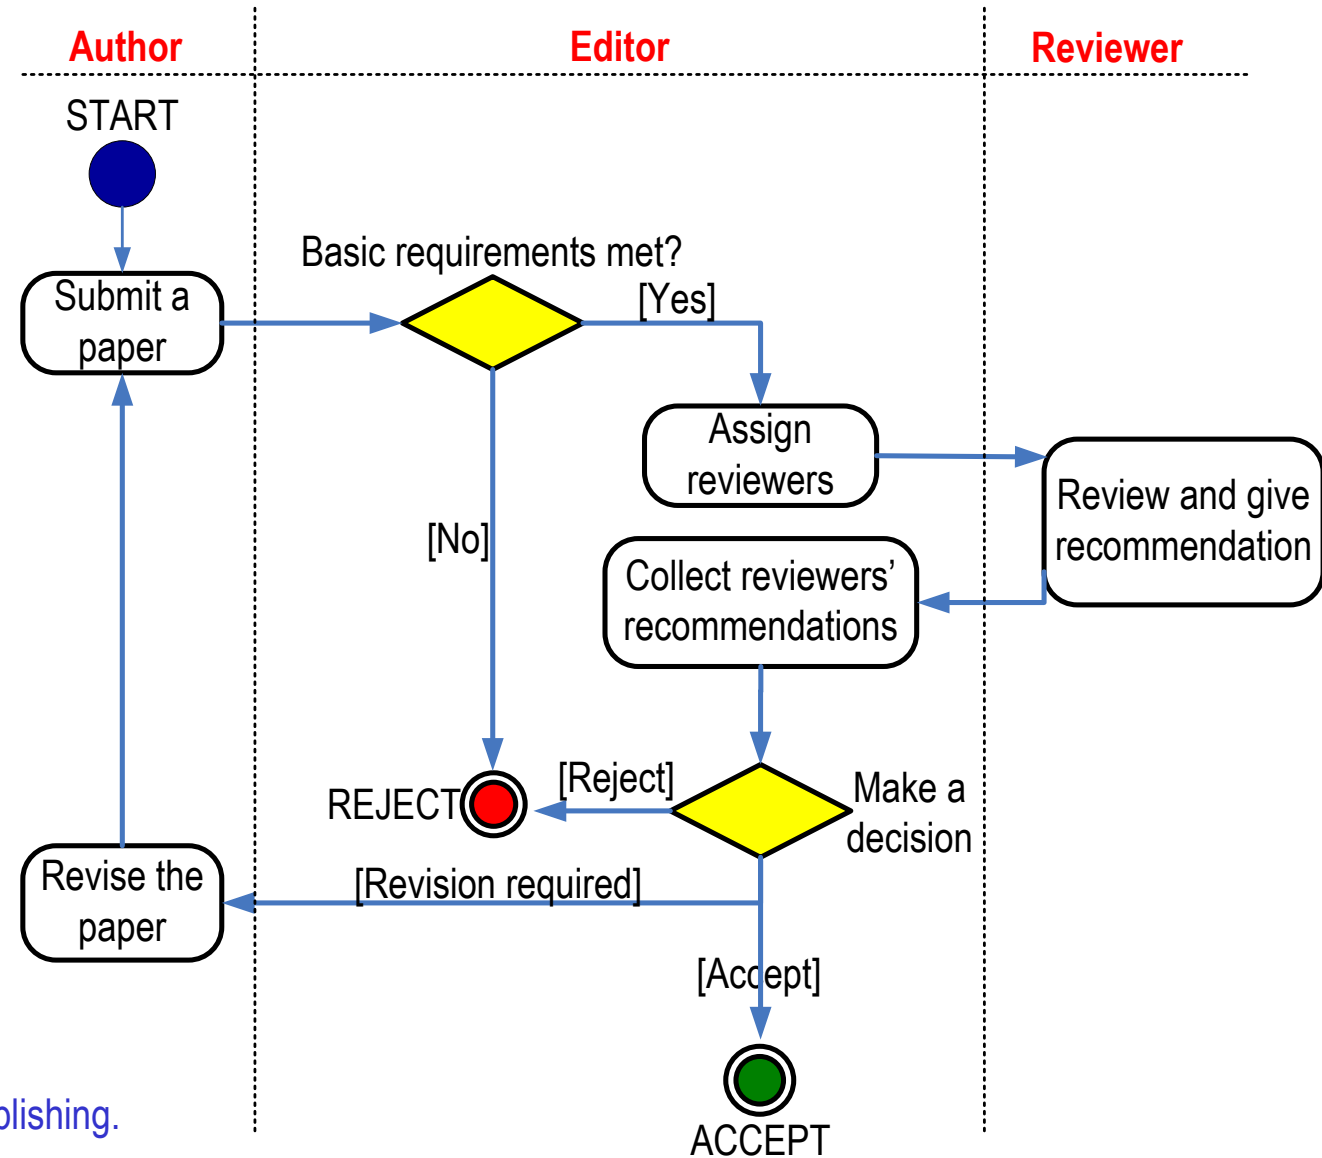 Author
Editor
Reviewer
START
Basic requirements met?
[Yes]
Submit a
paper
Assign
reviewers
Review and give
recommendation
[No]
Collect reviewers’
recommendations
[Reject]
REJECT
Make a
decision
Revise the
paper
[Revision required]
[Accept]
ACCEPT